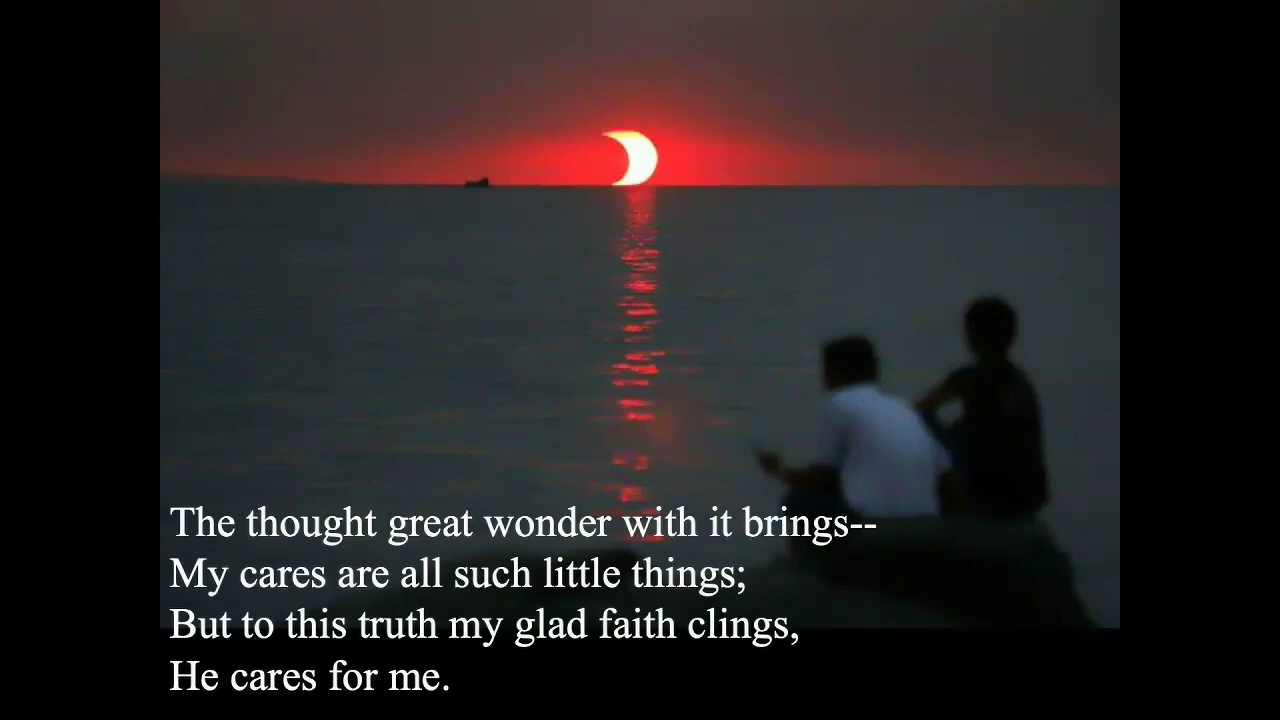 The thought great wonder with it brings--
My cares are all such little things;
But to this truth my glad faith clings,
He cares for me.